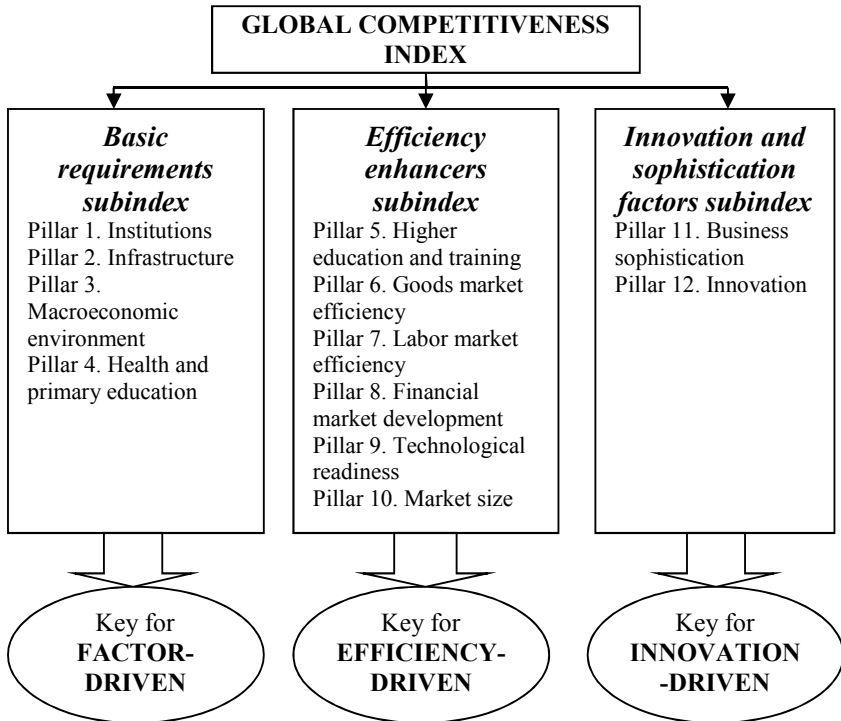 GLOBAL COMPETITIVENESS
INDEX
Basic
requirements
subindex
Pillar 1. Institutions
Pillar 2. Infrastructure
Pillar 3.
Macroeconomic
environment
Pillar 4. Health and
primary education
Efficiency
enhancers
subindex
Pillar 5. Higher
education and training
Pillar 6. Goods market
efficiency
Pillar 7. Labor market
efficiency
Pillar 8. Financial
market development
Pillar 9. Technological
readiness
Pillar 10. Market size
Innovation and
sophistication
factors subindex
Pillar 11. Business
sophistication
Pillar 12. Innovation
Key for
FACTOR-
DRIVEN
Key for
EFFICIENCY-
DRIVEN
Key for
INNOVATION
-DRIVEN